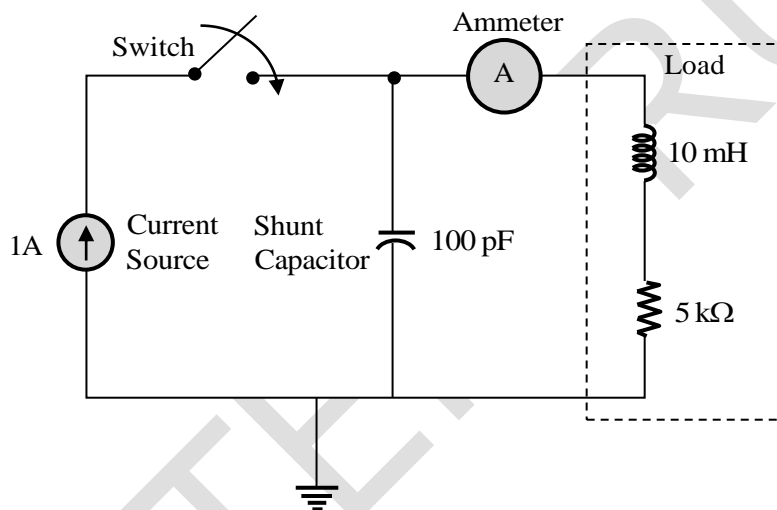 Ammeter
Switch
A
Load
10 mH
1A
Current
Source
Shunt
Capacitor
100 pF
5 kΩ